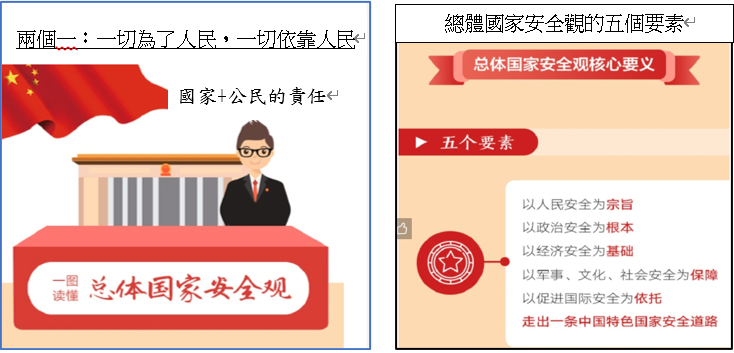 兩個一：一切為了人民，一切依靠人民
國家+公民的責任
一图
读懂
总体国家安全观
總體國家安全觀的五個要素
总体国家安全观核心要义
五个要素
以人民安全为宗旨
以政治安全为根本
以经济安全为基础
以军事、文化、社会安全为保障
以促进国际安全为依托
走出一条中国特色国家安全道路